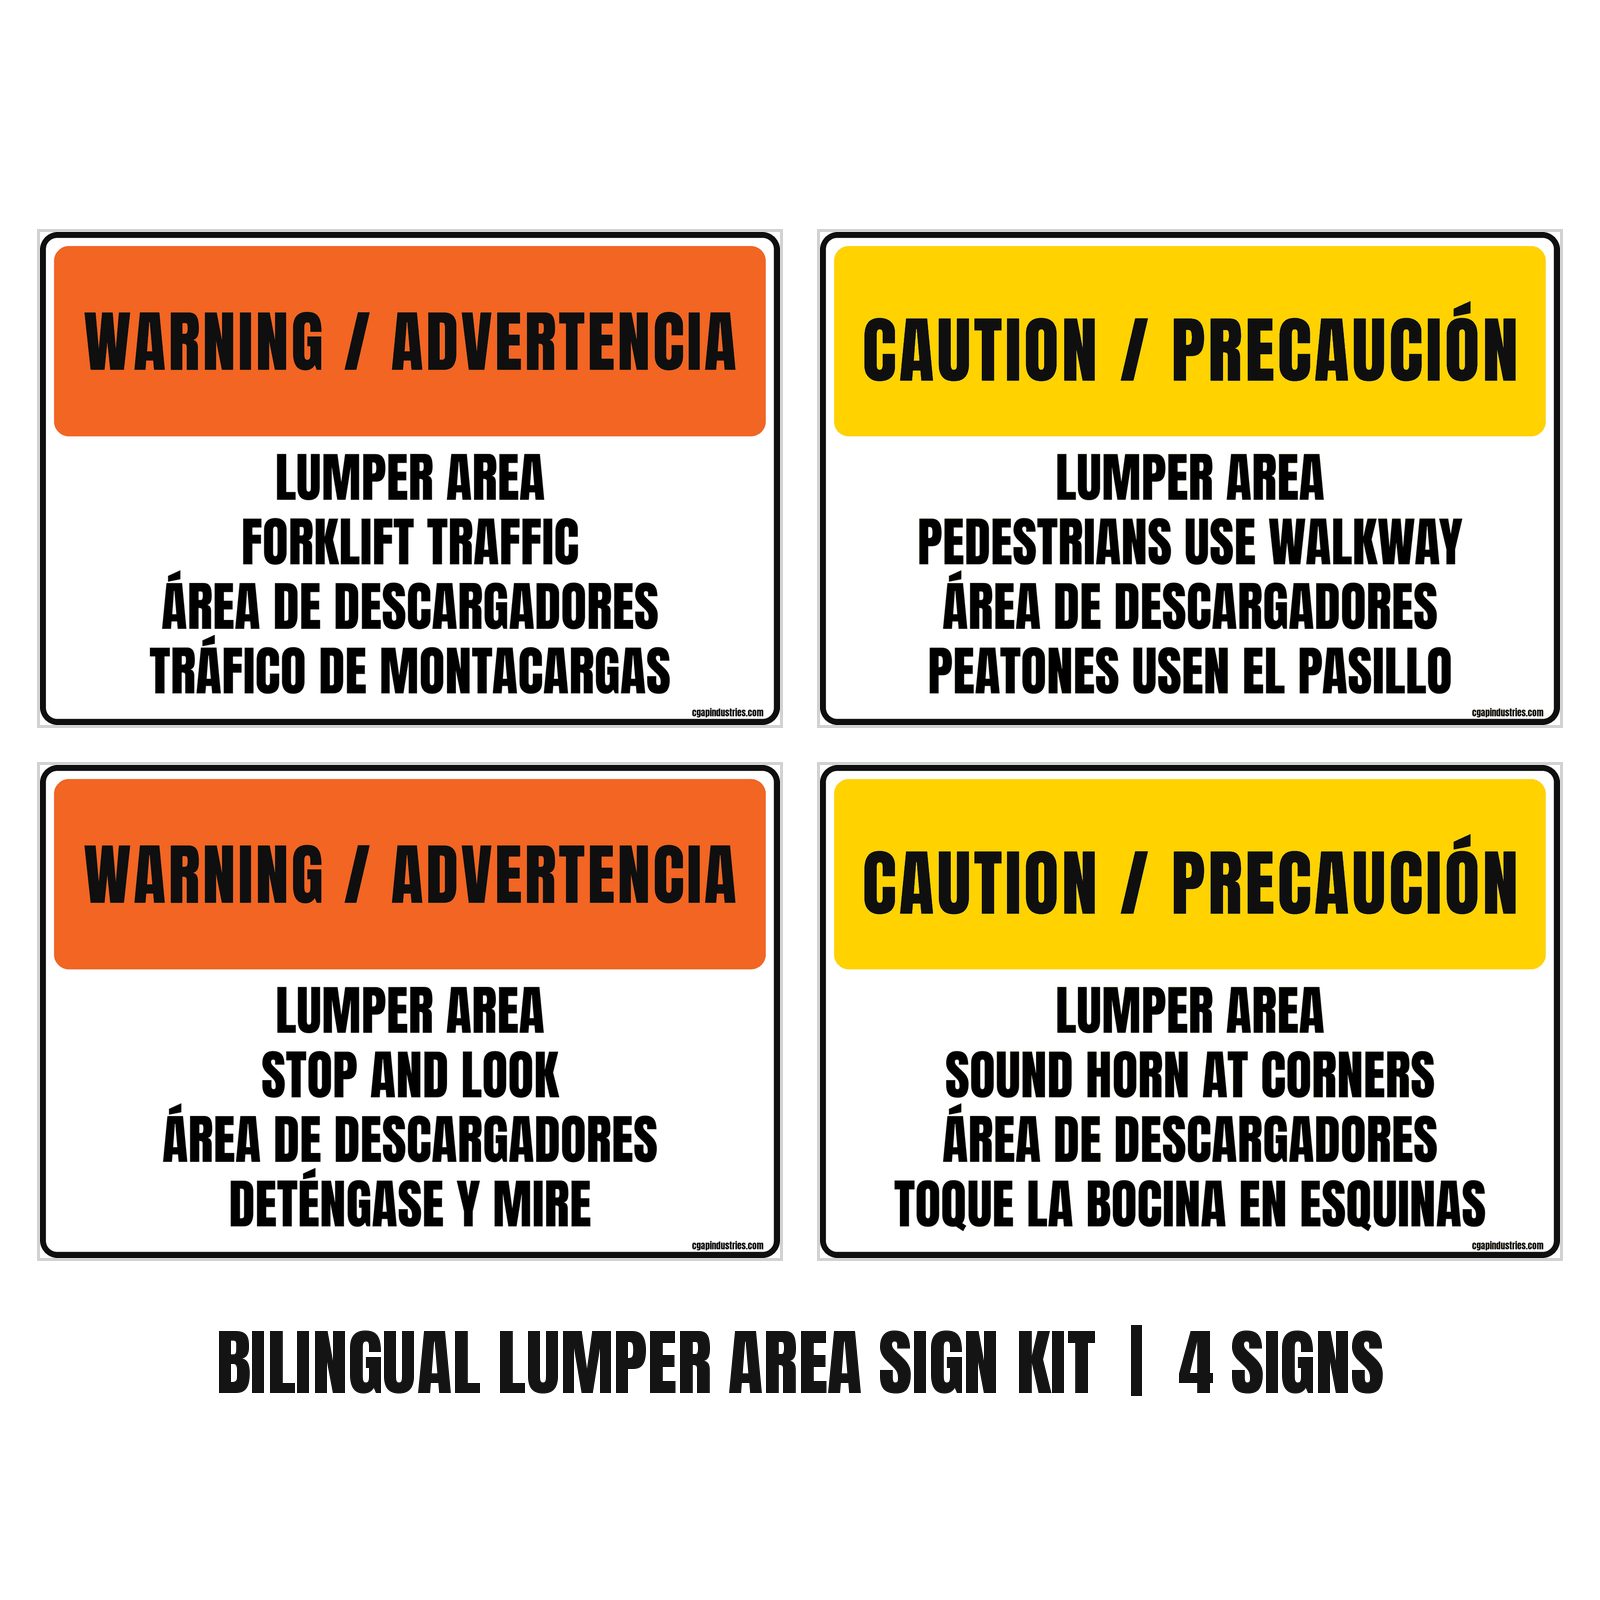 WARNING / ADVERTENCIA
LUMPER AREA
FORKLIFT TRAFFIC
ÁREA DE DESCARGADORES
TRÁFICO DE MONTACARGAS
cgapindustries.com
CAUTION / PRECAUCIÓN
LUMPER AREA
PEDESTRIANS USE WALKWAY
ÁREA DE DESCARGADORES
PEATONES USEN EL PASILLO
cgapindustries.com
WARNING / ADVERTENCIA
LUMPER AREA
STOP AND LOOK
ÁREA DE DESCARGADORES
DETÉNGASE Y MIRE
cgapindustries.com
CAUTION / PRECAUCIÓN
LUMPER AREA
SOUND HORN AT CORNERS
ÁREA DE DESCARGADORES
TOQUE LA BOCINA EN ESQUINAS
cgapindustries.com
BILINGUAL LUMPER AREA SIGN KIT | 4 SIGNS